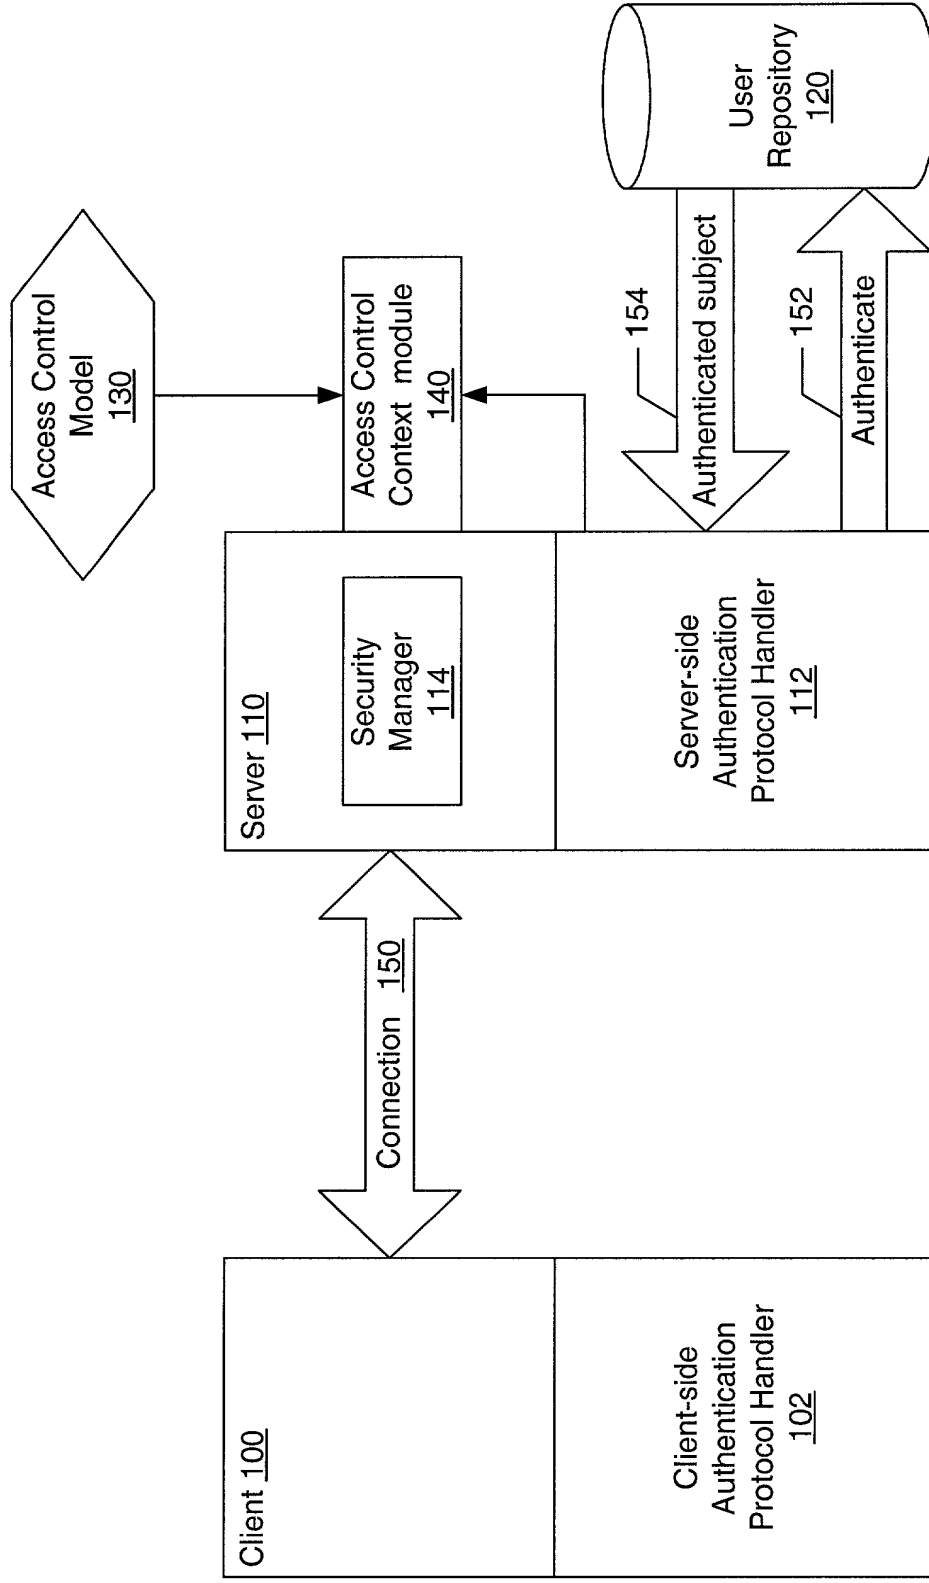 Access Control
Model
130
Access Control
Context module
140
Server 110
Security
Manager
114
Server-side
Authentication
Protocol Handler
112
User
Repository
120
154
Authenticated subject
152
Authenticate
Connection 150
Client 100
Client-side
Authentication
Protocol Handler
102